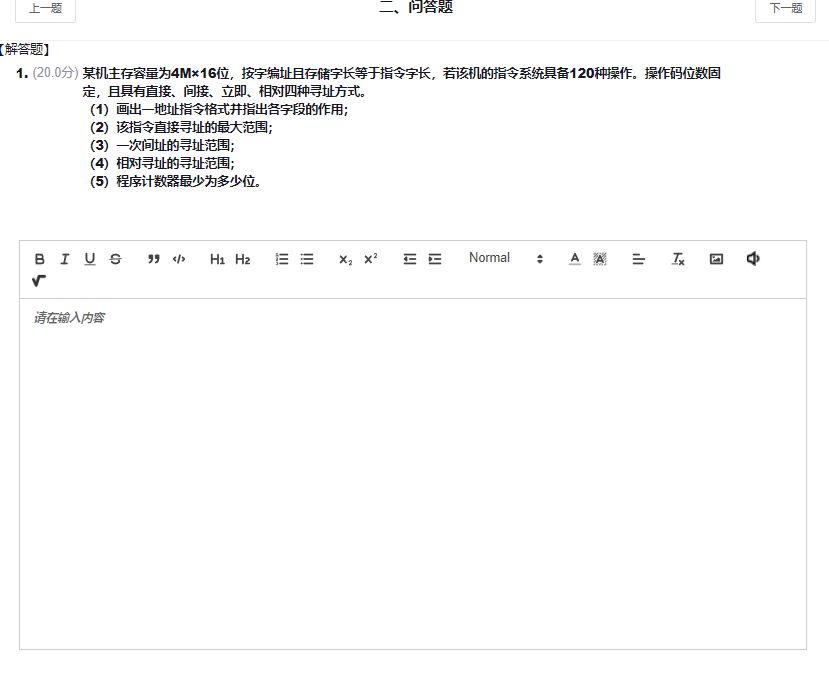 上一题
二、问答题
下一题
【解答题】
1. (20.0分) 某机主存容量为4M×16位，按字编址且存储字长等于指令字长，若该机的指令系统具备120种操作。操作码位数固
定，且具有直接、间接、立即、相对四种寻址方式。
（1）画出一地址指令格式并指出各字段的作用；
（2）该指令直接寻址的最大范围；
（3）一次间址的寻址范围；
（4）相对寻址的寻址范围；
（5）程序计数器最少为多少位。
B I U S ” </> H1 H2 x₂ x² Normal A A Tx
√
请在输入内容